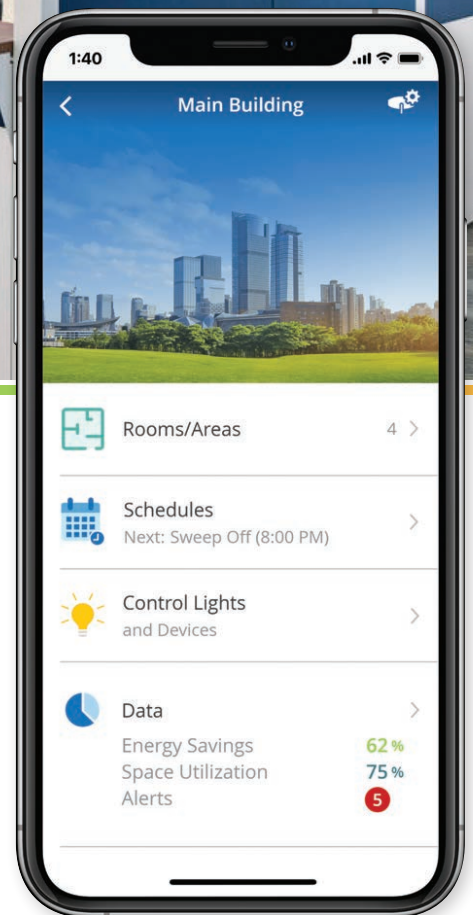 1:40
Main Building
Rooms/Areas 4
Schedules
Next: Sweep Off (8:00 PM)
Control Lights
and Devices
Data
Energy Savings 62%
Space Utilization 75%
Alerts 5